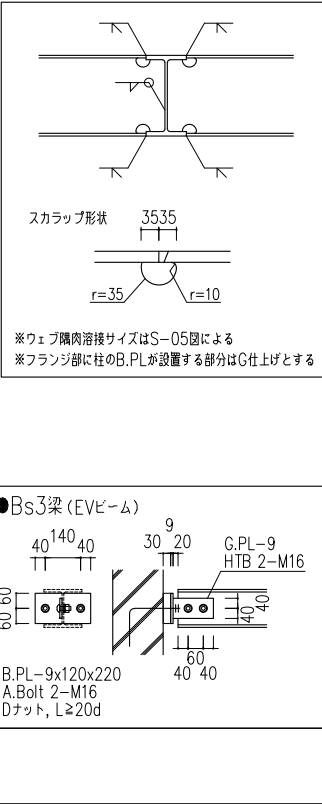 スカラップ形状
3535
r=35
r=10
※ウェブ隅肉溶接サイズはS-05図による
※フランジ部に柱のB.PLが設置する部分はG仕上げとする
●Bs3梁(EVビーム)
40 140 40
60 60
9
30 20
G.PL-9
HTB 2-M16
40 40
60
40 40
B.PL-9x120x220
A.Bolt 2-M16
Dナット, L≧20d